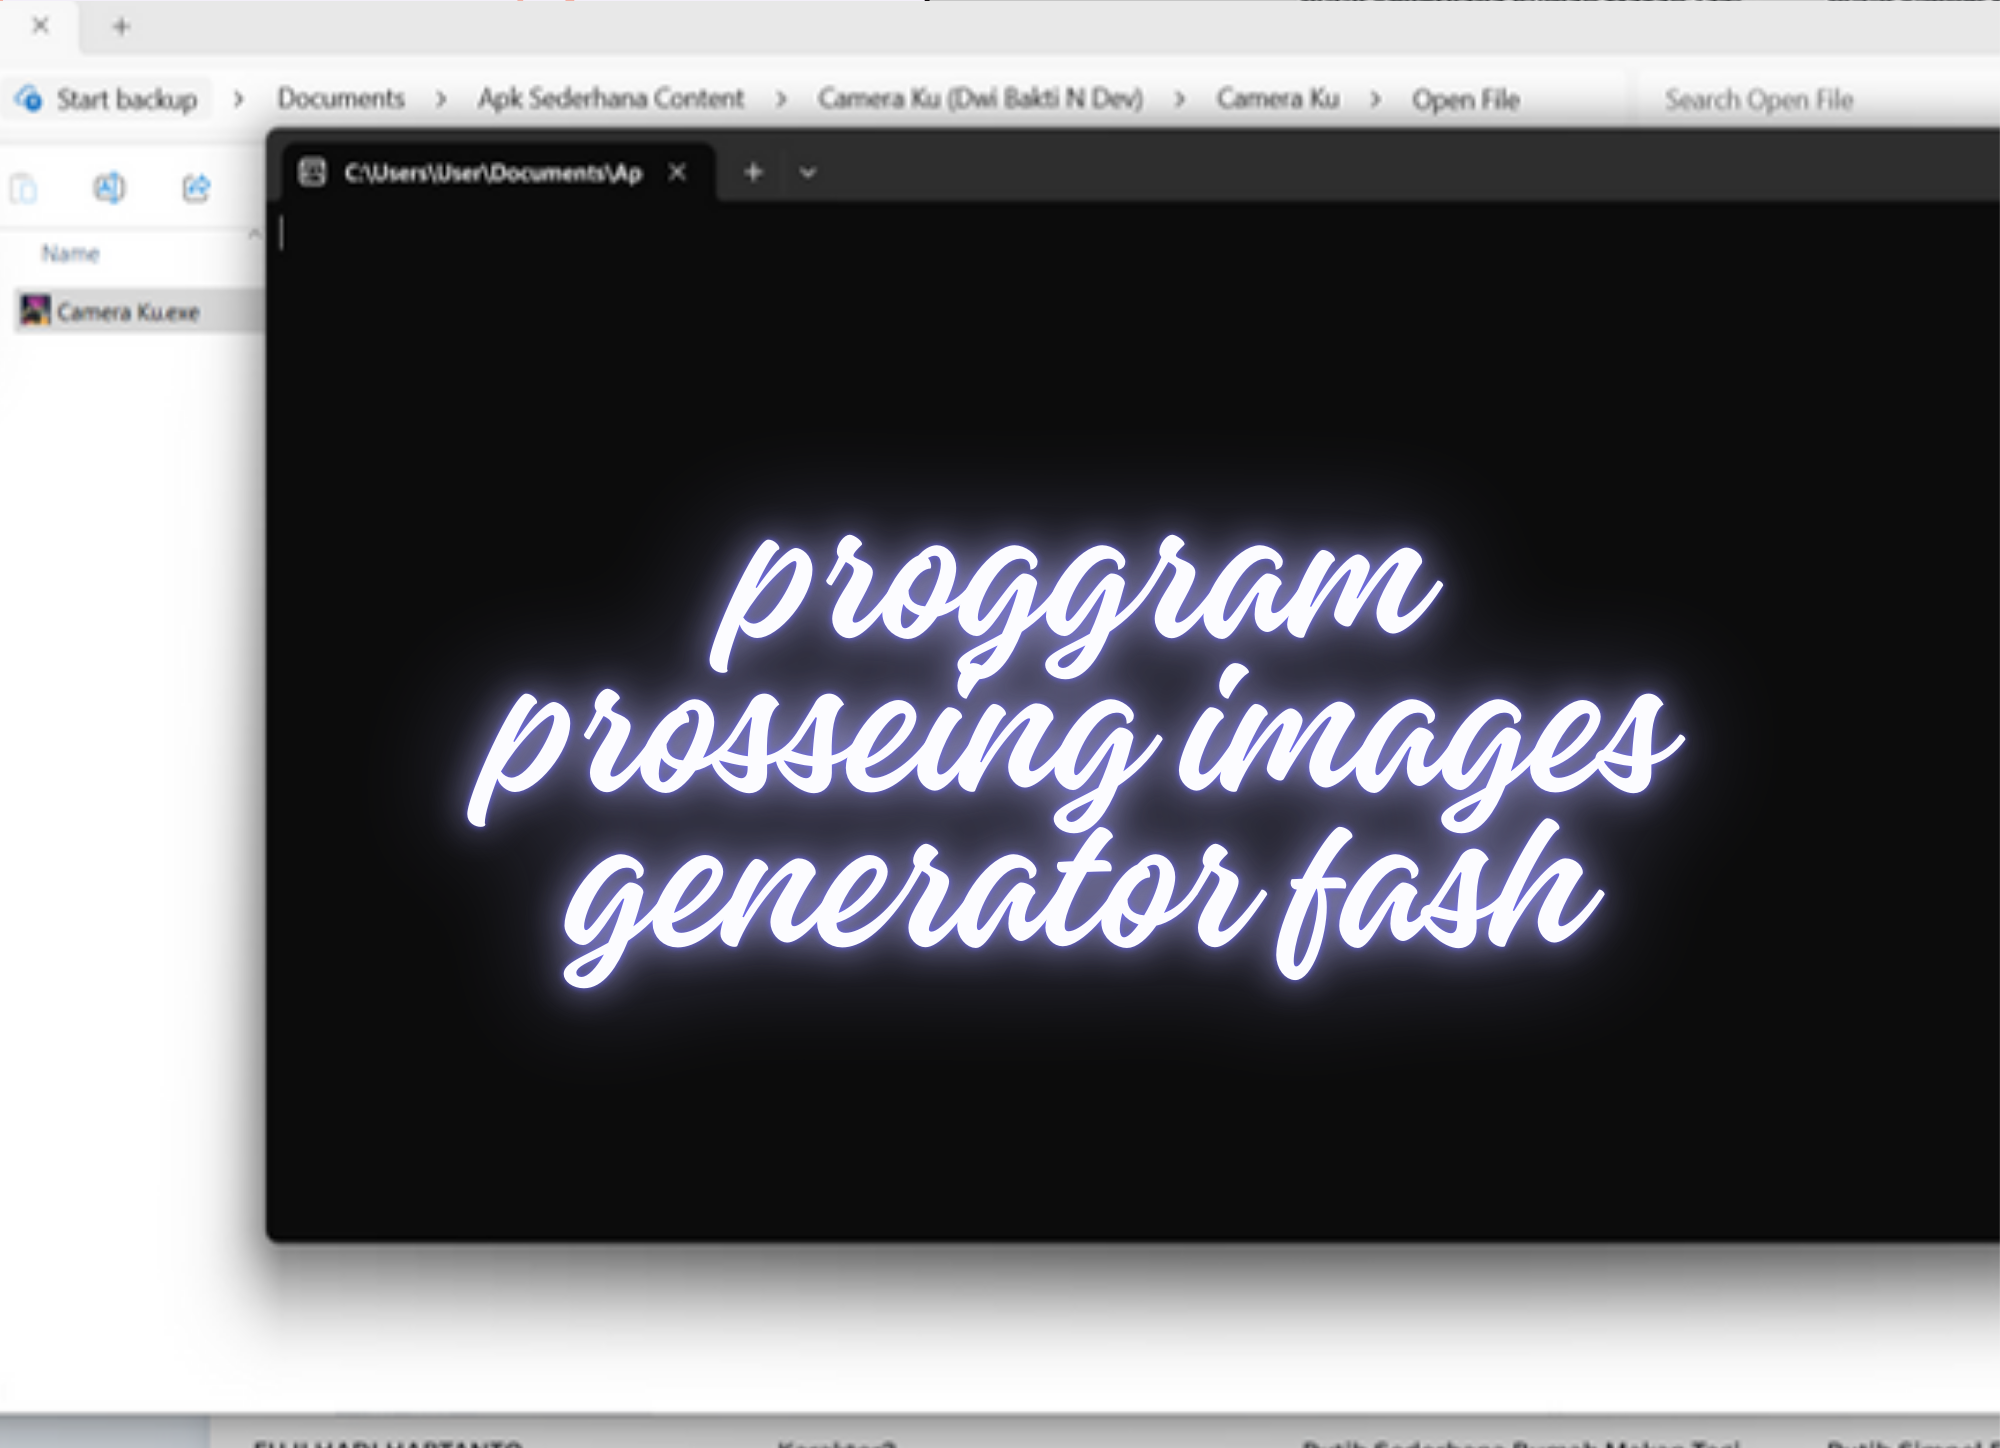 Start backup > Documents > Apk Sederhana Content > Camera Ku (Dwi Bakti N Dev) > Camera Ku > Open File
Search Open File
C:\Users\User\Documents\Ap
Name
Camera Ku.exe
proggram
prosseing images
generator fash